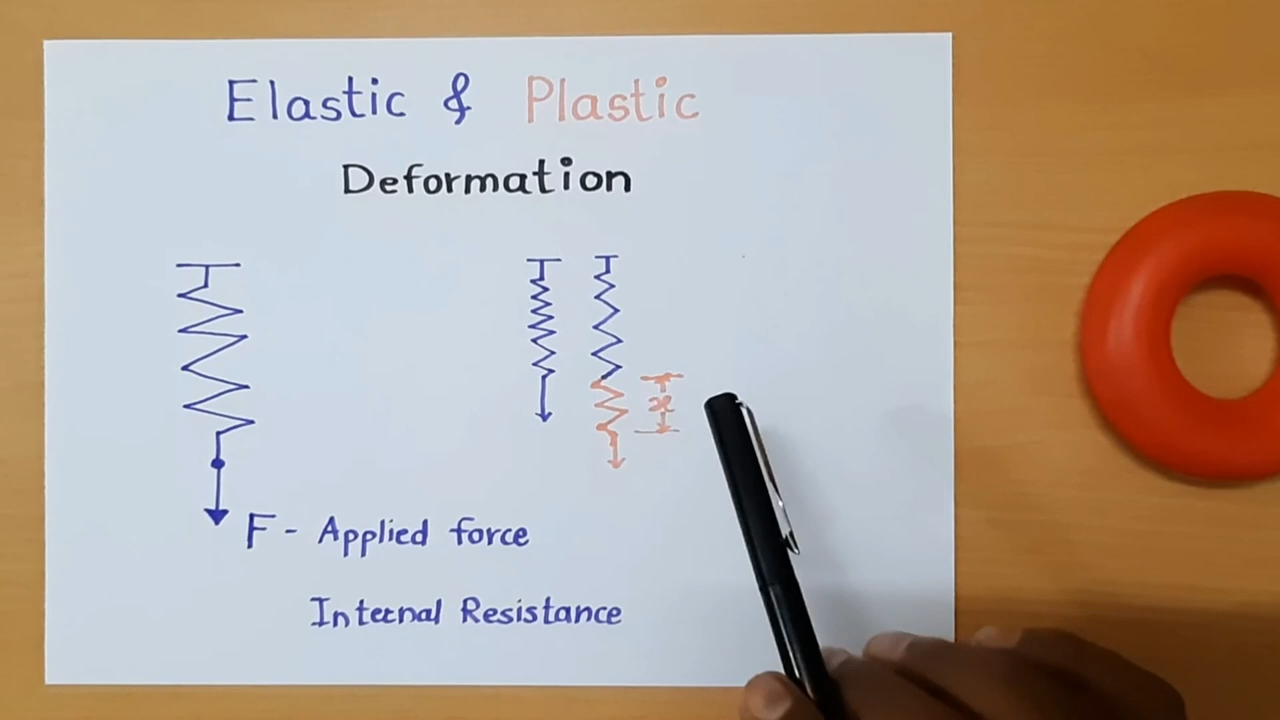 Elastic & Plastic
Deformation
x
F - Applied force
Internal Resistance